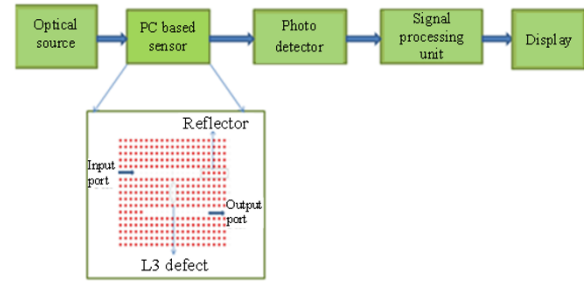 Optical
source
PC based
sensor
Photo
detector
Signal
processing
unit
Display
Reflector
Input
port
Output
port
L3 defect